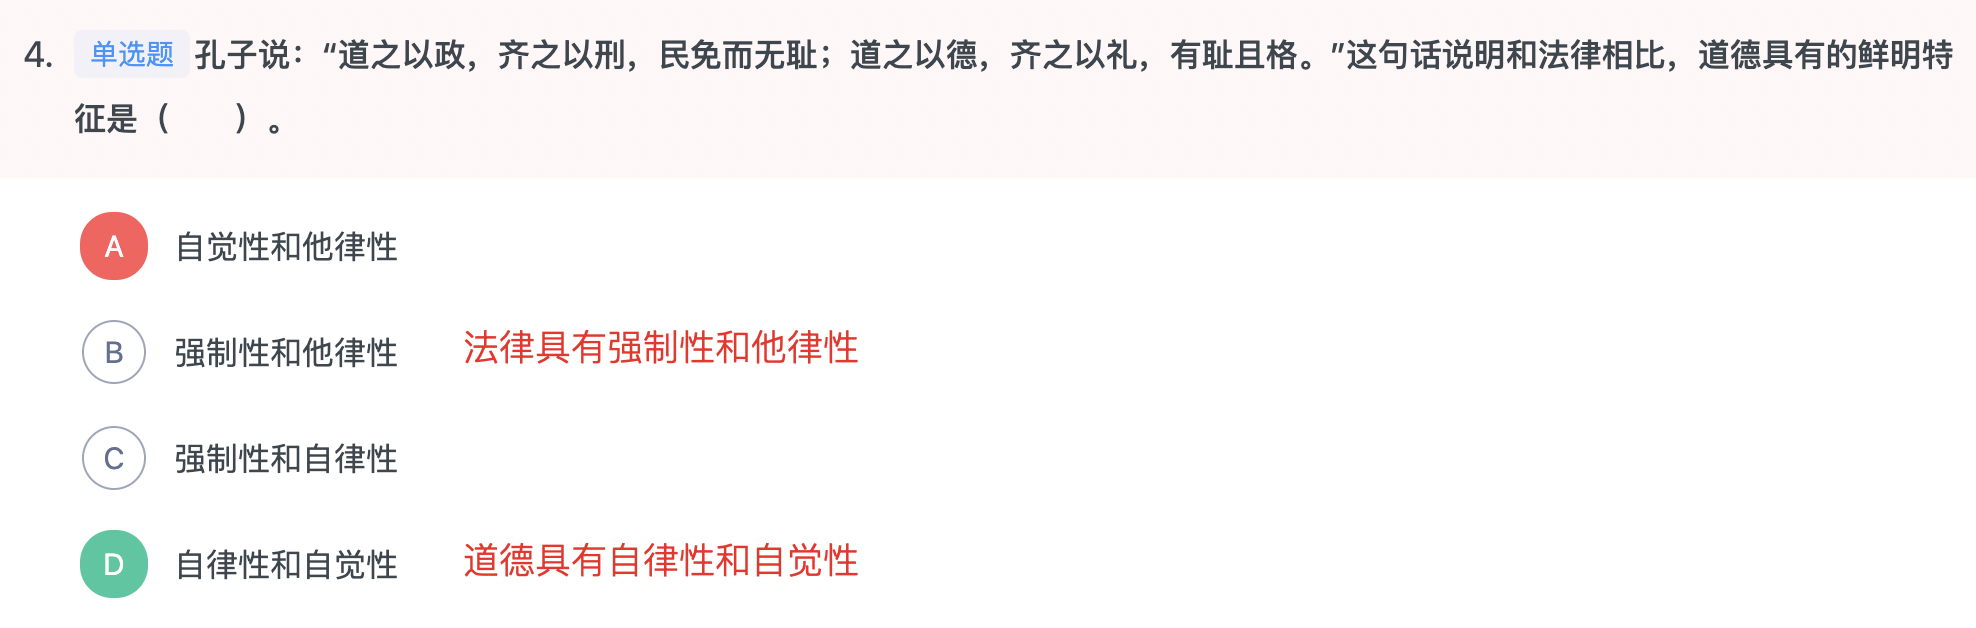 4. 单选题 孔子说：“道之以政，齐之以刑，民免而无耻；道之以德，齐之以礼，有耻且格。”这句话说明和法律相比，道德具有的鲜明特
征是（　　）。
A 自觉性和他律性
B 强制性和他律性 法律具有强制性和他律性
C 强制性和自律性
D 自律性和自觉性 道德具有自律性和自觉性